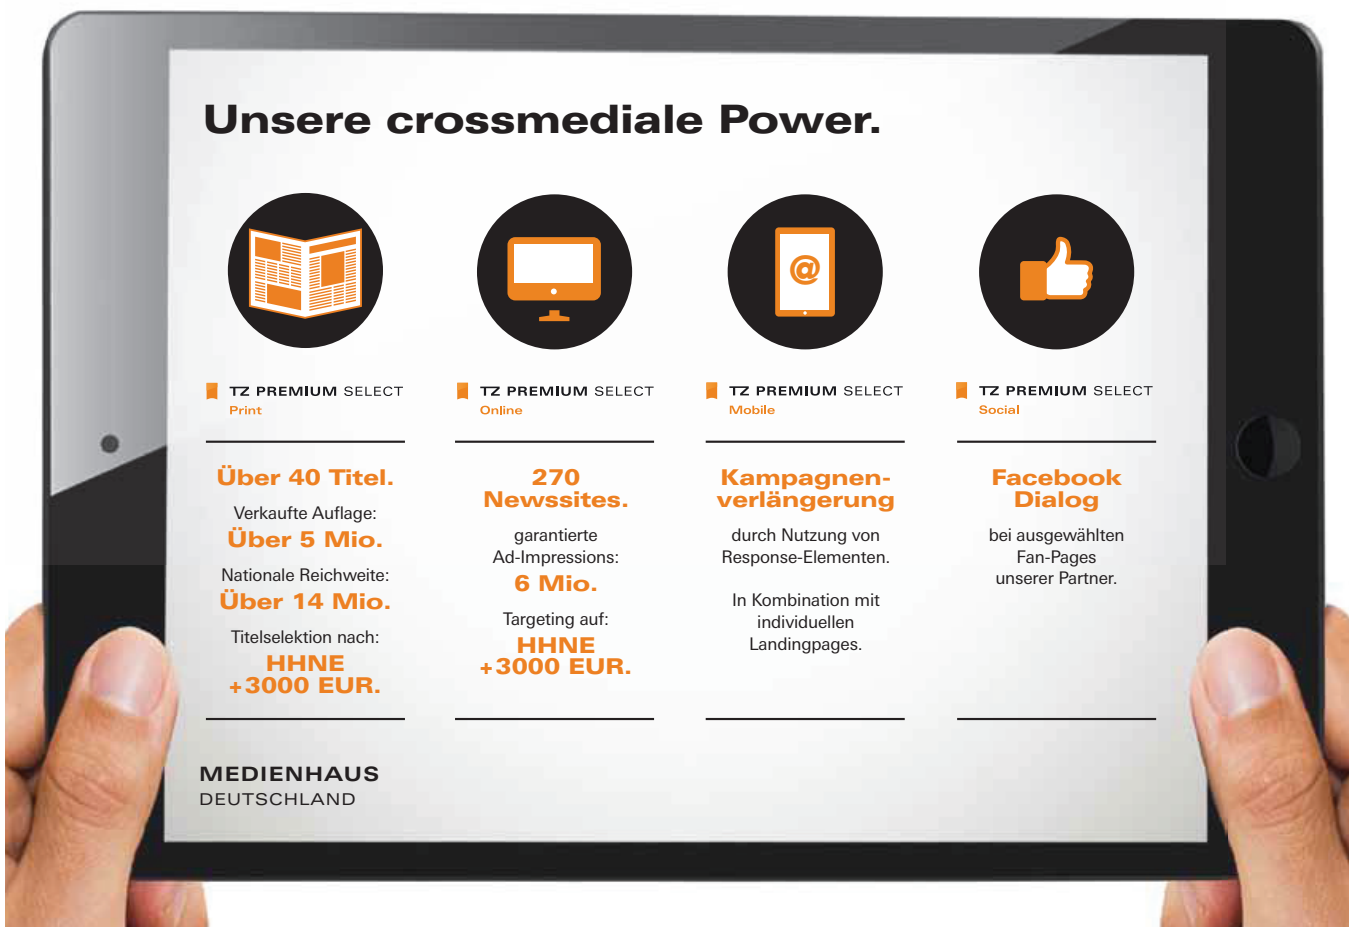 Unsere crossmediale Power.
@
TZ PREMIUM SELECT
Print
Über 40 Titel.
Verkaufte Auflage:
Über 5 Mio.
Nationale Reichweite:
Über 14 Mio.
Titelselektion nach:
HHNE
+3000 EUR.
TZ PREMIUM SELECT
Online
270
Newssites.
garantierte
Ad-Impressions:
6 Mio.
Targeting auf:
HHNE
+3000 EUR.
TZ PREMIUM SELECT
Mobile
Kampagnen-
verlängerung
durch Nutzung von
Response-Elementen.
In Kombination mit
individuellen
Landingpages.
TZ PREMIUM SELECT
Social
Facebook
Dialog
bei ausgewählten
Fan-Pages
unserer Partner.
MEDIENHAUS
DEUTSCHLAND